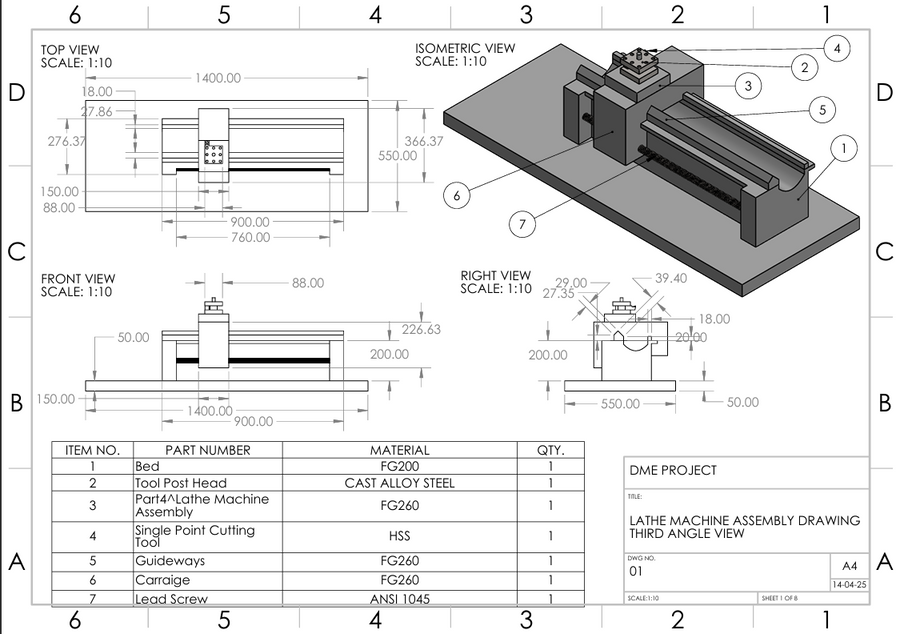 6 5 4 3 2 1
D D
C C
B B
A A
TOP VIEW
SCALE: 1:10
1400.00
18.00
27.86
276.37
366.37
550.00
150.00
88.00
900.00
760.00
ISOMETRIC VIEW
SCALE: 1:10
4
2
3
5
1
6
7
FRONT VIEW
SCALE: 1:10
88.00
50.00
226.63
200.00
150.00
1400.00
900.00
RIGHT VIEW
SCALE: 1:10
29.00
27.35
39.40
18.00
20.00
200.00
550.00
50.00
ITEM NO. PART NUMBER MATERIAL QTY.
1 Bed FG200 1
2 Tool Post Head CAST ALLOY STEEL 1
3 Part4^Lathe Machine
Assembly FG260 1
4 Single Point Cutting
Tool HSS 1
5 Guideways FG260 1
6 Carraige FG260 1
7 Lead Screw ANSI 1045 1
DME PROJECT
TITLE:
LATHE MACHINE ASSEMBLY DRAWING
THIRD ANGLE VIEW
DWG NO.
01
A4
14-04-25
SCALE:1:10
SHEET 1 OF 8
6 5 4 3 2 1